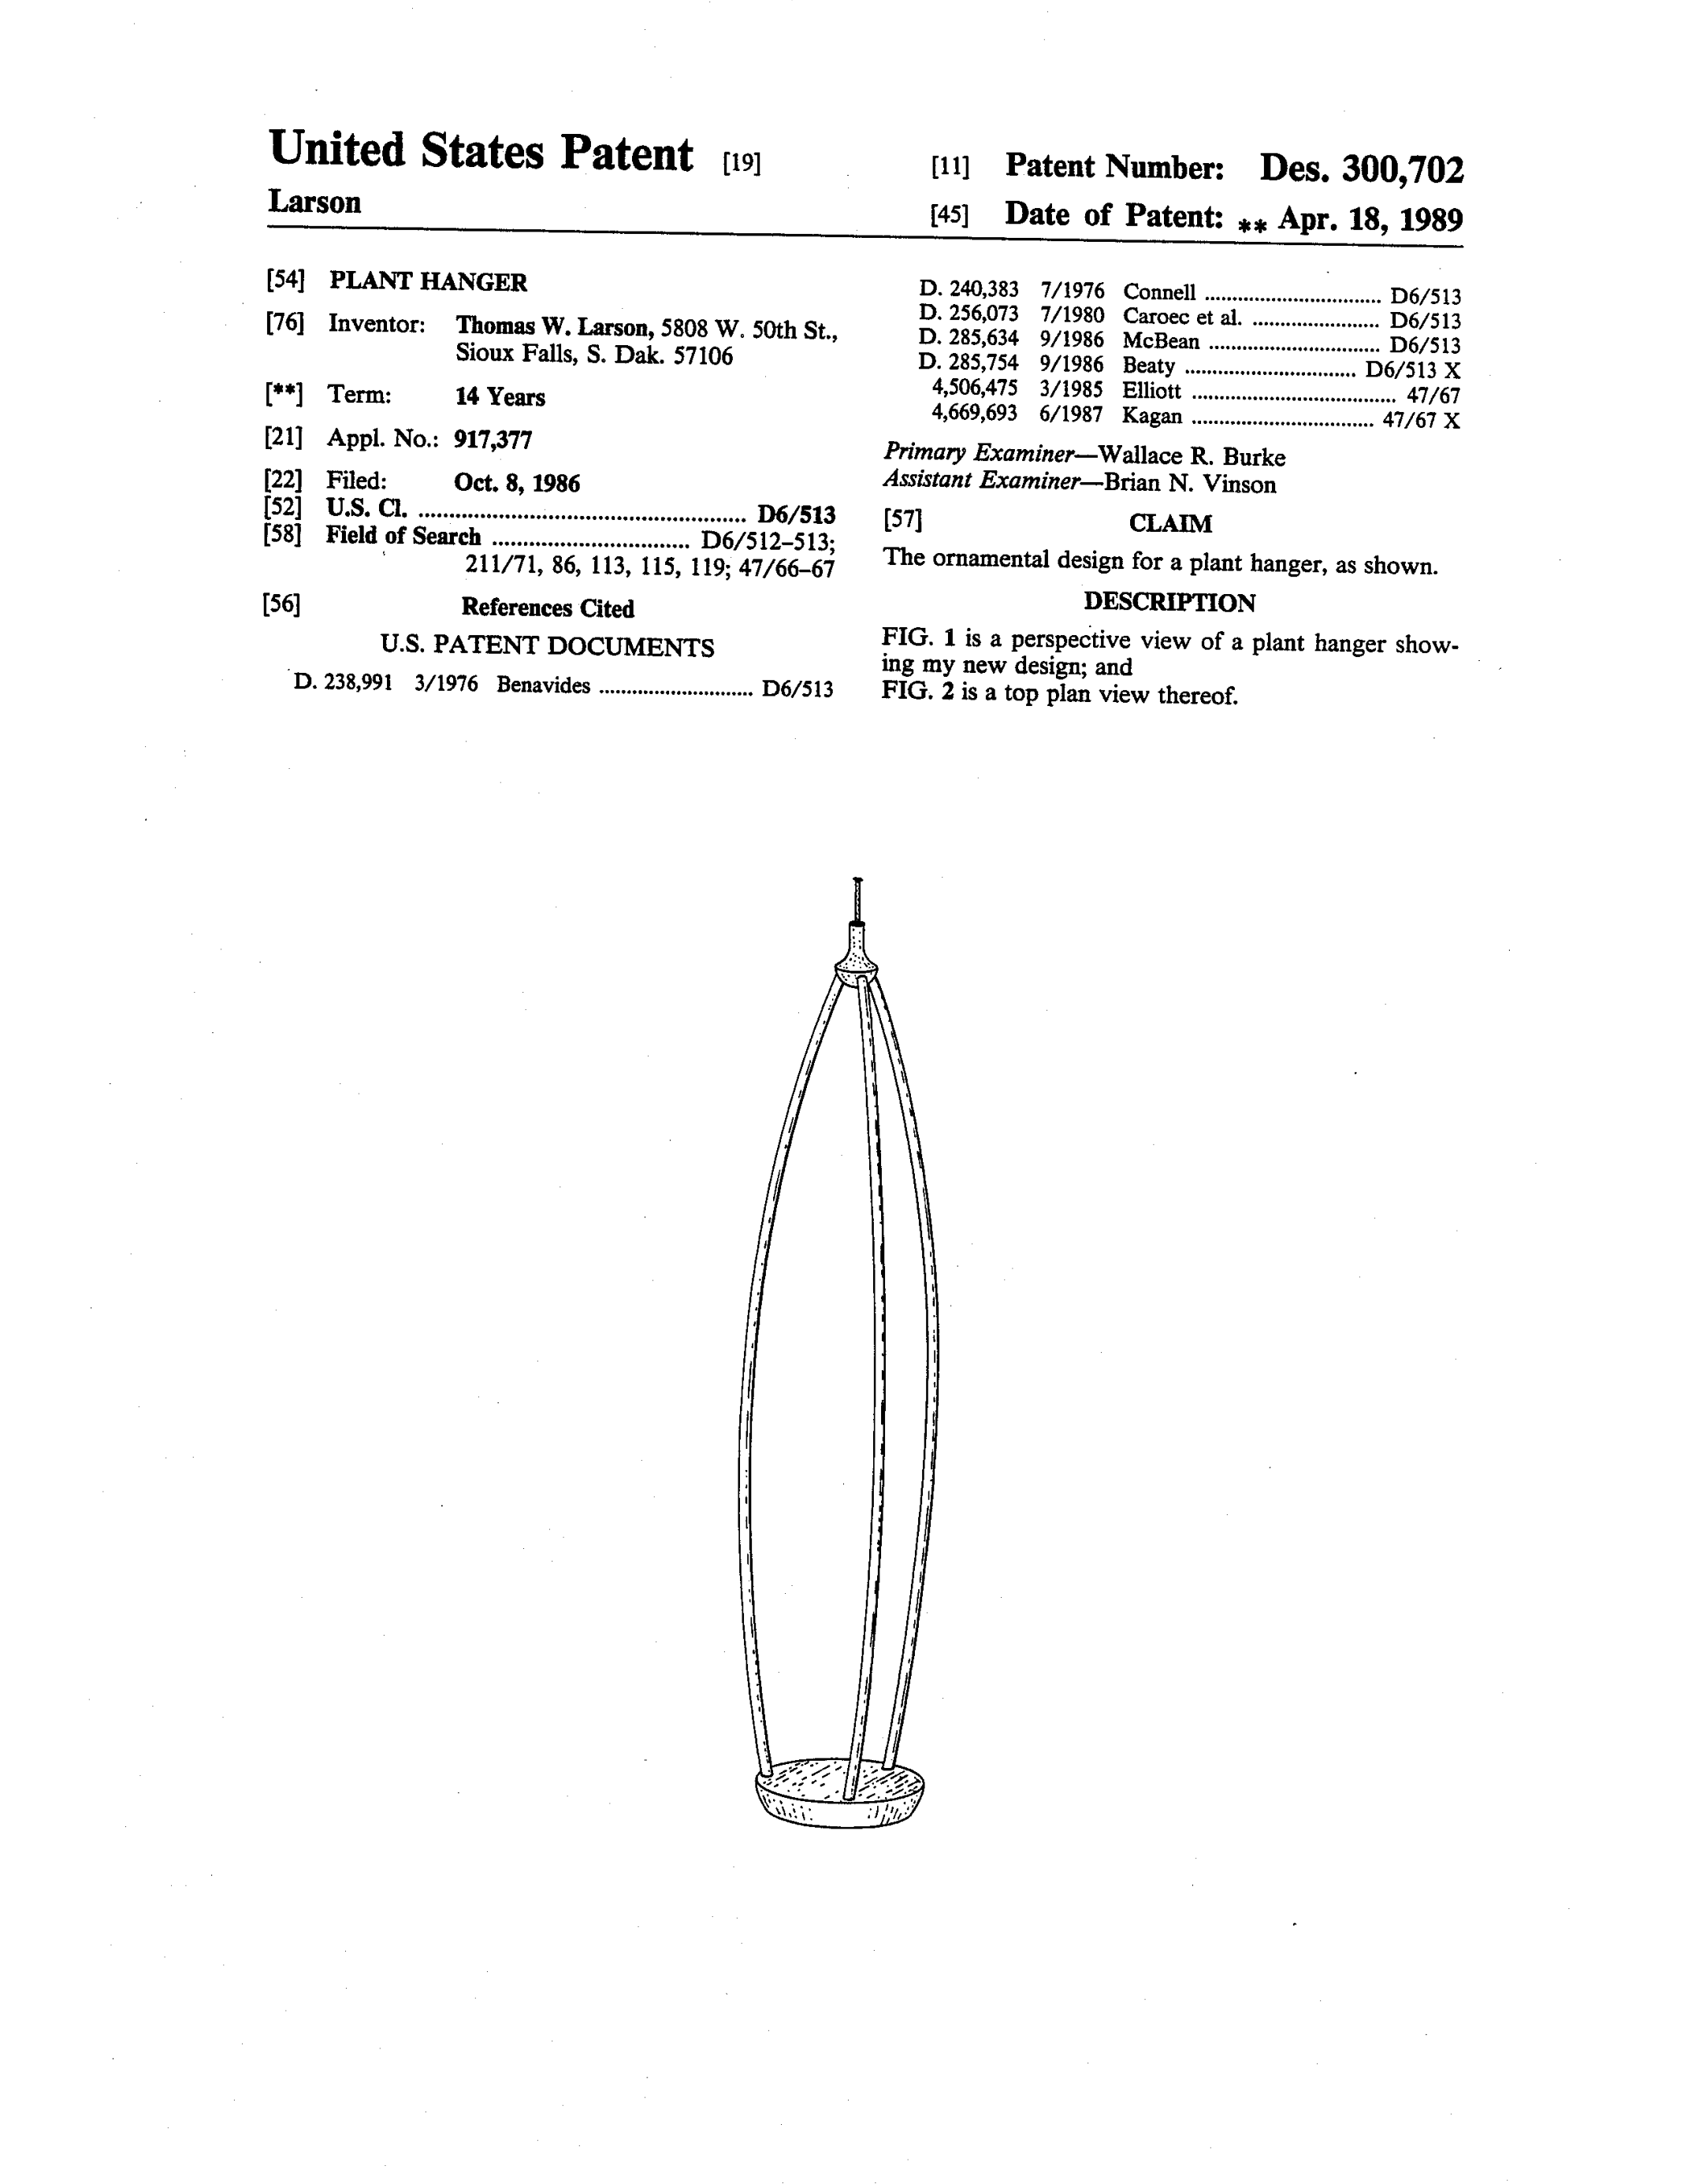 United States Patent [19]
Larson
[11] Patent Number: Des. 300,702
[45] Date of Patent: ** Apr. 18, 1989
[54] PLANT HANGER
[76] Inventor: Thomas W. Larson, 5808 W. 50th St.,
Sioux Falls, S. Dak. 57106
[**] Term: 14 Years
[21] Appl. No.: 917,377
[22] Filed: Oct. 8, 1986
[52] U.S. Cl. .................................................... D6/513
[58] Field of Search ................................ D6/512–513;
211/71, 86, 113, 115, 119; 47/66–67
[56] References Cited
U.S. PATENT DOCUMENTS
D. 238,991 3/1976 Benavides ........................... D6/513
D. 240,383 7/1976 Connell ............................... D6/513
D. 256,073 7/1980 Caroec et al. ...................... D6/513
D. 285,634 9/1986 McBean .............................. D6/513
D. 285,754 9/1986 Beaty .............................. D6/513 X
4,506,475 3/1985 Elliott .................................... 47/67
4,669,693 6/1987 Kagan ................................ 47/67 X
Primary Examiner—Wallace R. Burke
Assistant Examiner—Brian N. Vinson
[57] CLAIM
The ornamental design for a plant hanger, as shown.
DESCRIPTION
FIG. 1 is a perspective view of a plant hanger show-
ing my new design; and
FIG. 2 is a top plan view thereof.